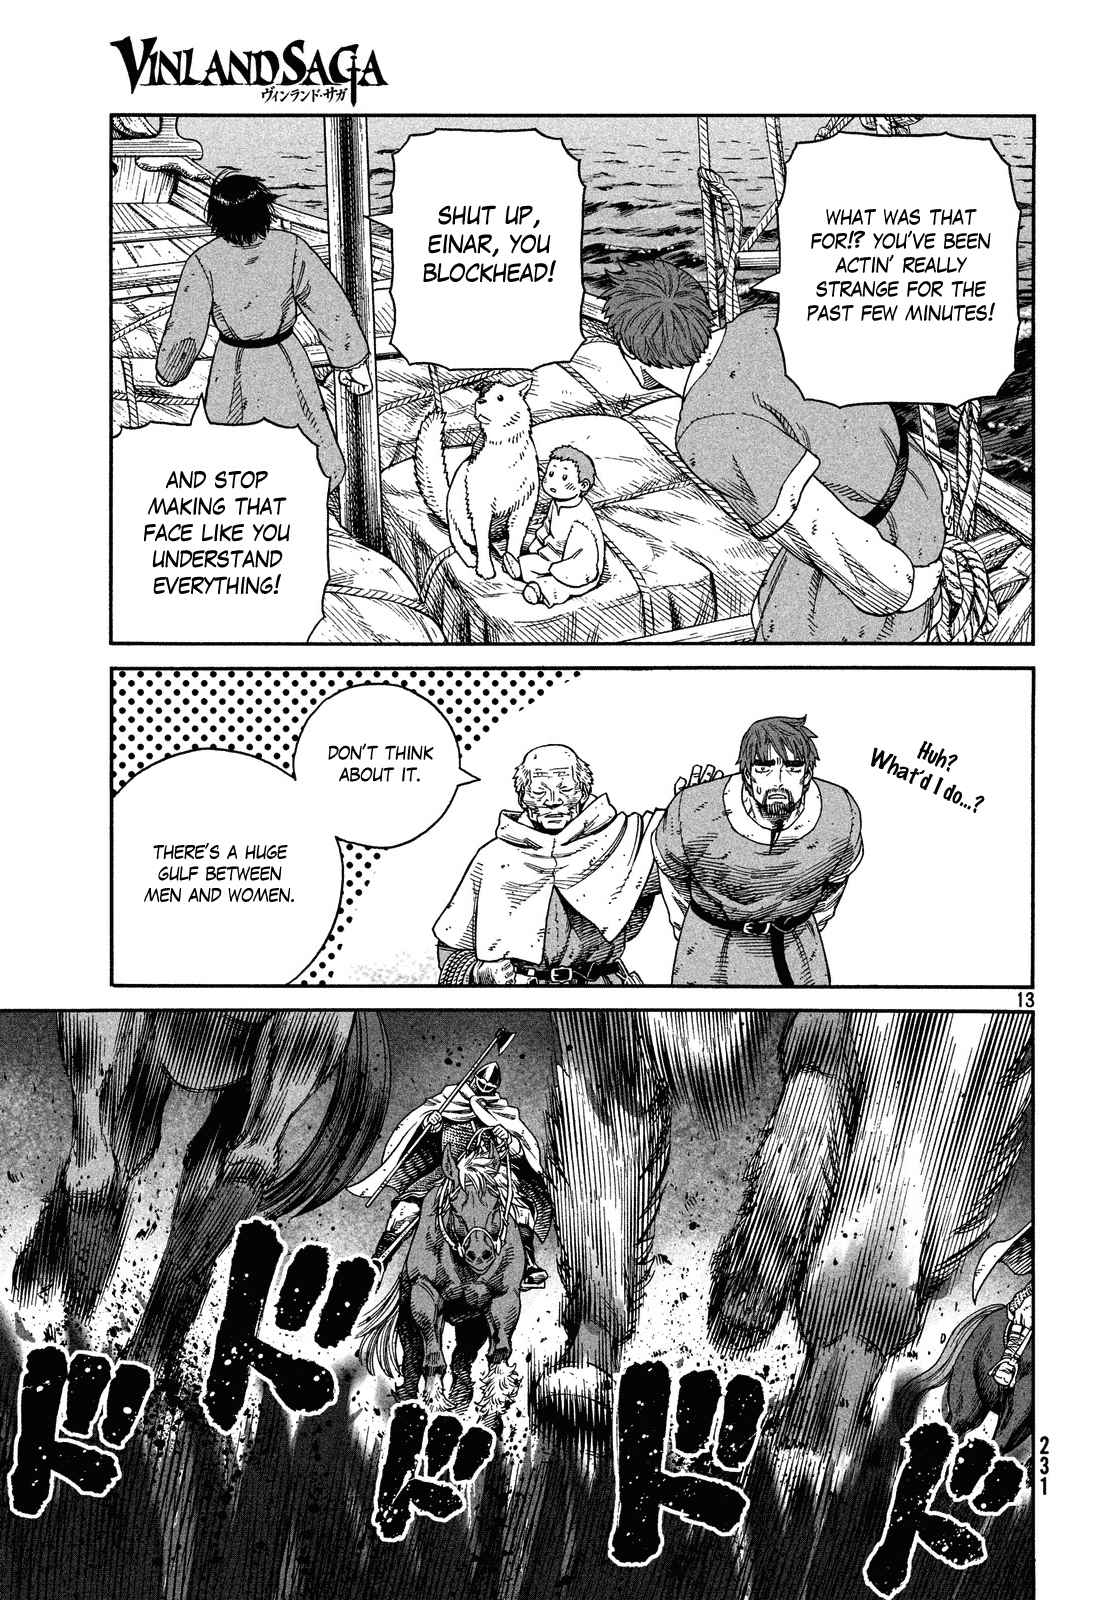 VINLAND SAGA
ヴィンランド・サガ
WHAT WAS THAT
FOR!? YOU'VE BEEN
ACTIN' REALLY
STRANGE FOR THE
PAST FEW MINUTES!
SHUT UP,
EINAR, YOU
BLOCKHEAD!
AND STOP
MAKING THAT
FACE LIKE YOU
UNDERSTAND
EVERYTHING!
Huh?
What'd I do...?
DON'T THINK
ABOUT IT.
THERE'S A HUGE
GULF BETWEEN
MEN AND WOMEN.
13
ド
ド
ド
ド
ド
231